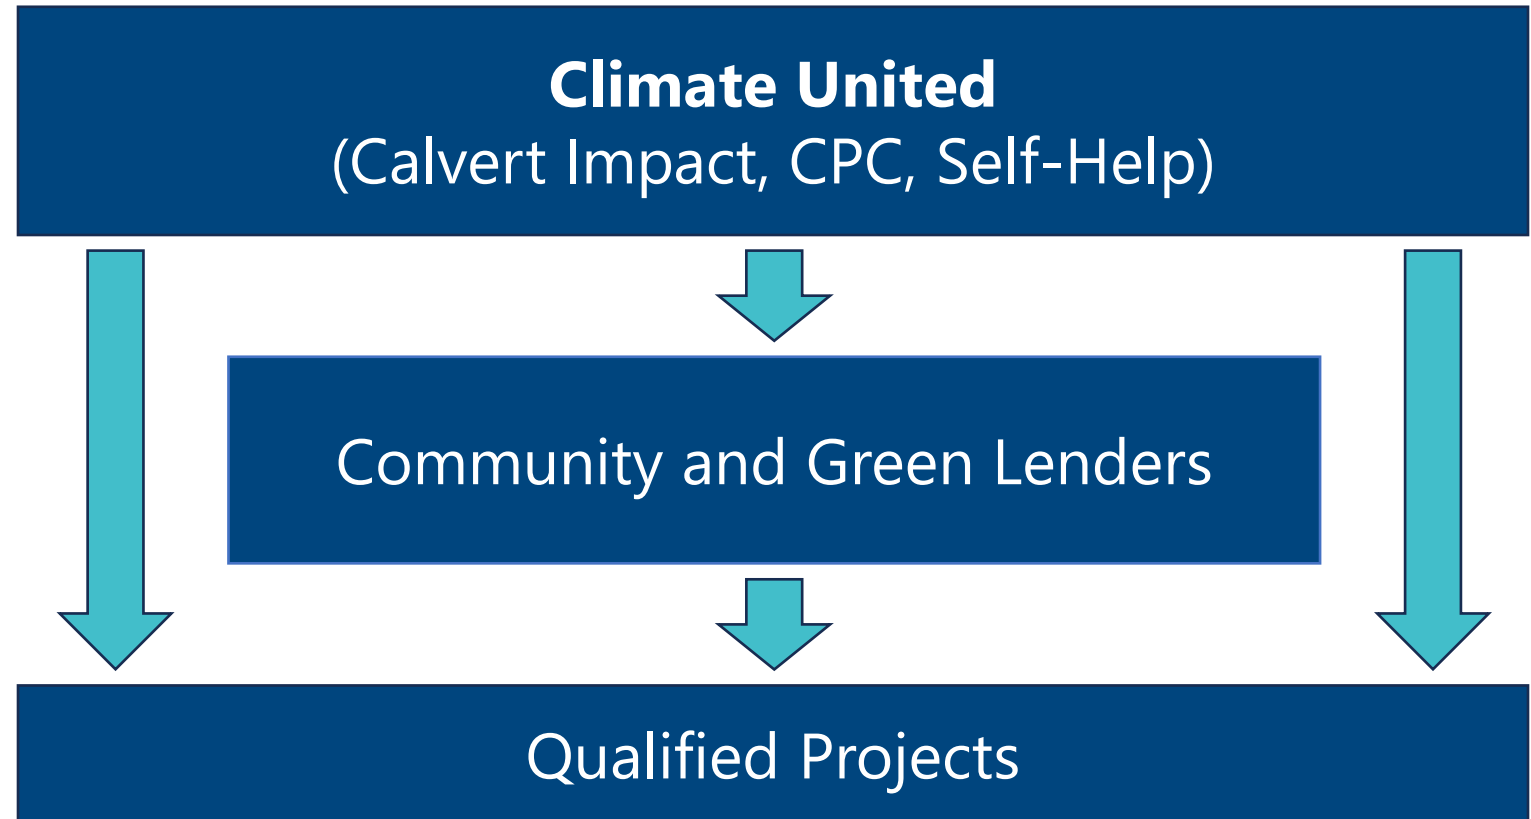 Climate United
(Calvert Impact, CPC, Self-Help)
Community and Green Lenders
Qualified Projects